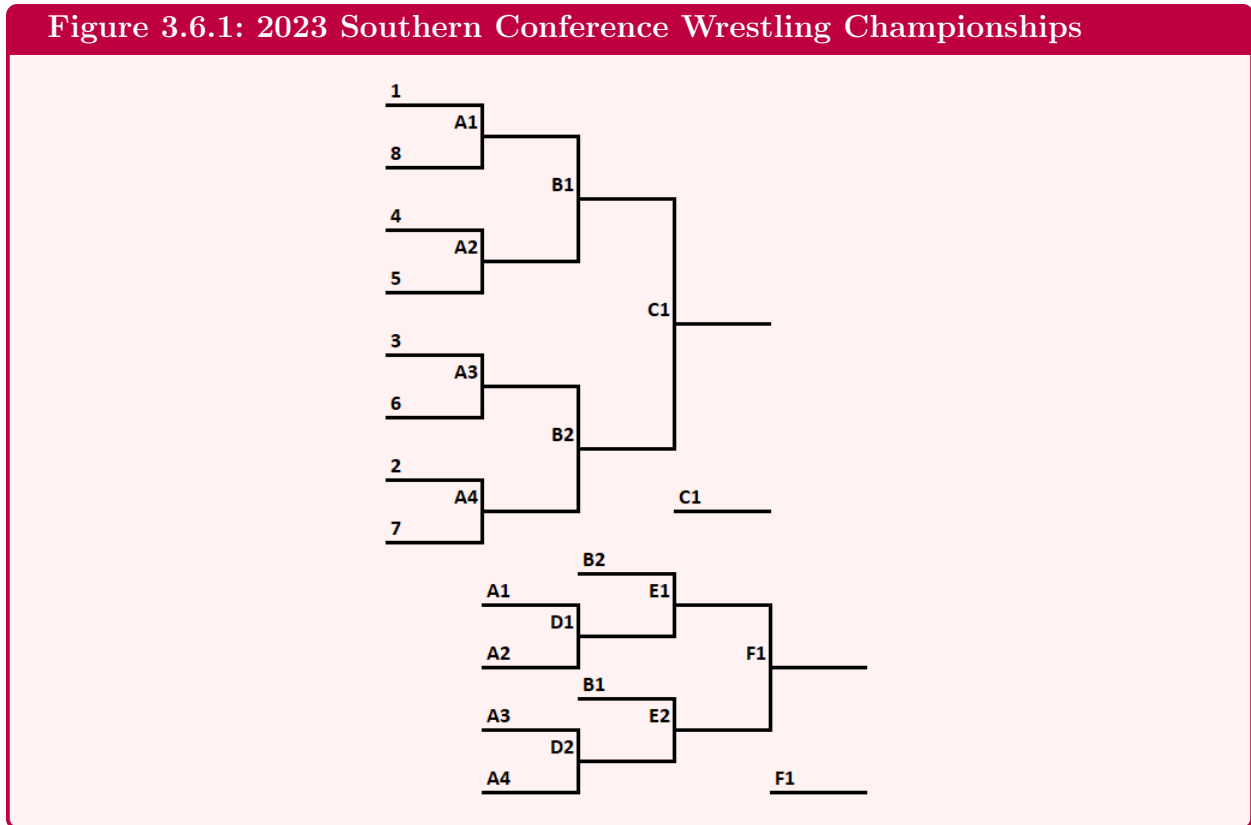 Figure 3.6.1: 2023 Southern Conference Wrestling Championships
1
A1
8
B1
4
A2
5
C1
3
A3
6
B2
2
A4
C1
7
B2
A1
E1
D1
A2
F1
B1
A3
E2
D2
A4
F1